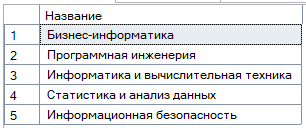 Название
1 Бизнес-информатика
2 Программная инженерия
3 Информатика и вычислительная техника
4 Статистика и анализ данных
5 Информационная безопасность